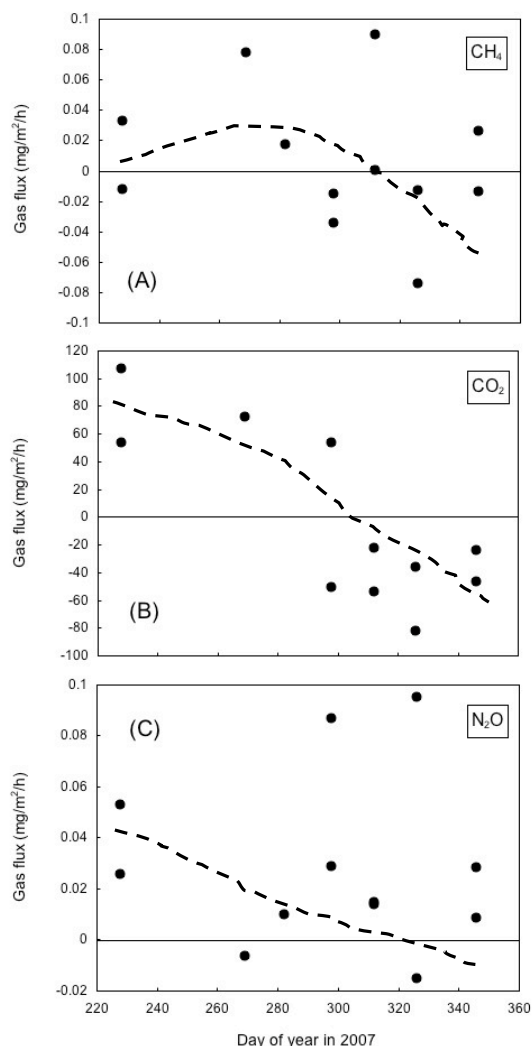 0.1
0.08
0.06
0.04
0.02
0
-0.02
-0.04
-0.06
-0.08
-0.1
Gas flux (mg/m²/h)
CH₄
(A)
120
100
80
60
40
20
0
-20
-40
-60
-80
-100
Gas flux (mg/m²/h)
CO₂
(B)
0.1
0.08
0.06
0.04
0.02
0
-0.02
Gas flux (mg/m²/h)
(C)
N₂O
220 240 260 280 300 320 340 360
Day of year in 2007